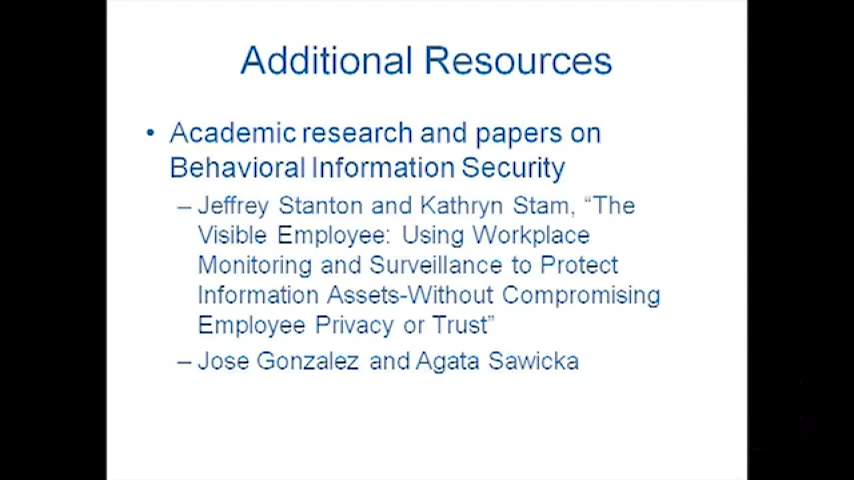 Additional Resources
• Academic research and papers on
Behavioral Information Security
– Jeffrey Stanton and Kathryn Stam, “The
Visible Employee: Using Workplace
Monitoring and Surveillance to Protect
Information Assets-Without Compromising
Employee Privacy or Trust”
– Jose Gonzalez and Agata Sawicka